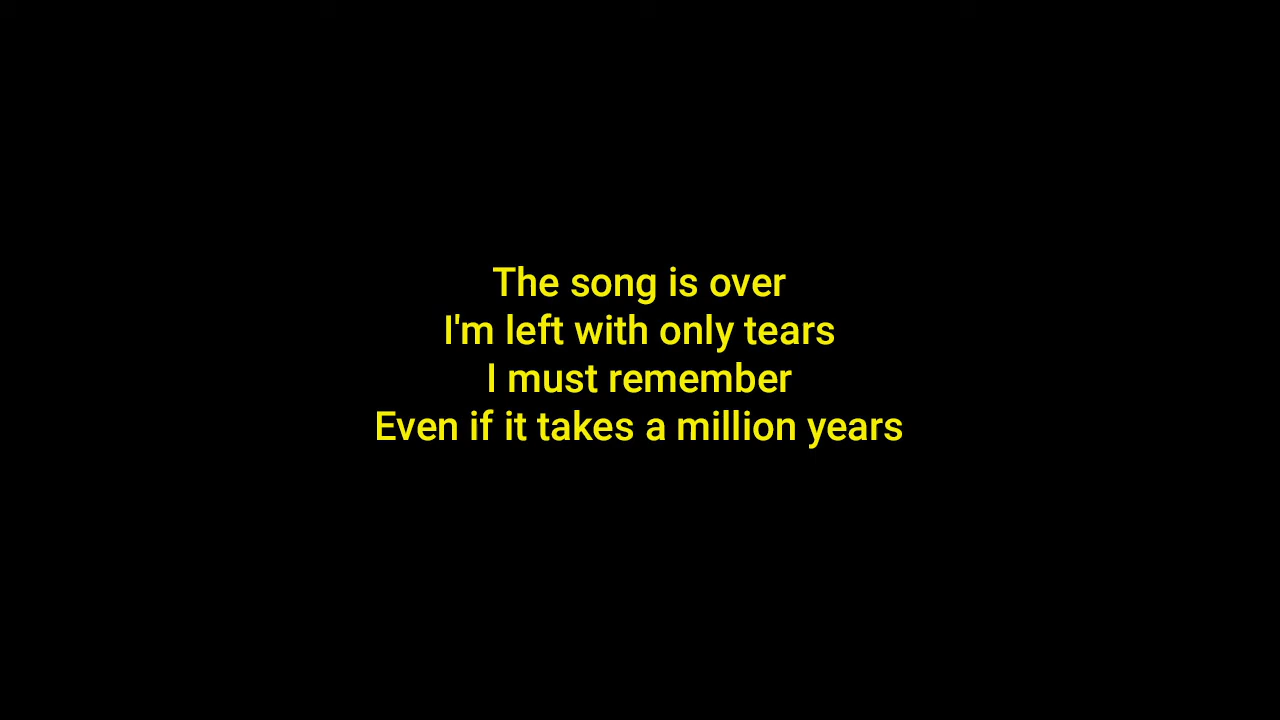 The song is over
I'm left with only tears
I must remember
Even if it takes a million years